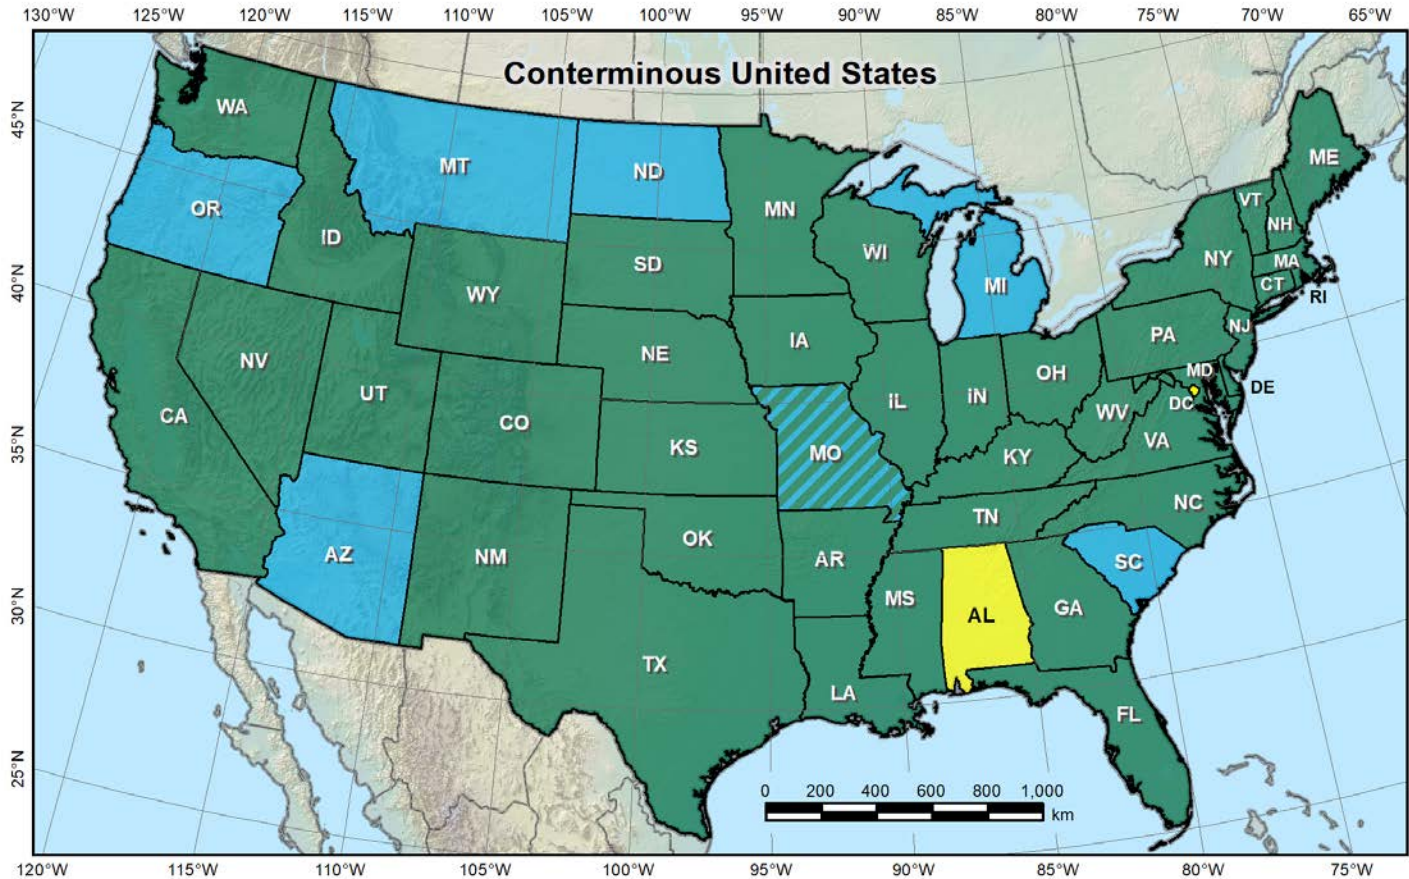 130°W 125°W 120°W 115°W 110°W 105°W 100°W 95°W 90°W 85°W 80°W 75°W 70°W 65°W
Conterminous United States
45°N
40°N
35°N
30°N
25°N
WA
MT
ND
OR
ID
MN
ME
VT
NH
WI
SD
WY
MI
NY
MA
CT
RI
IA
NE
NV
UT
PA
NJ
OH
MD
DE
DC
IL
IN
WV
VA
CA
CO
KS
MO
KY
NC
TN
AZ
NM
OK
AR
SC
MS
AL
GA
TX
LA
FL
0 200 400 600 800 1,000
km
120°W 115°W 110°W 105°W 100°W 95°W 90°W 85°W 80°W 75°W